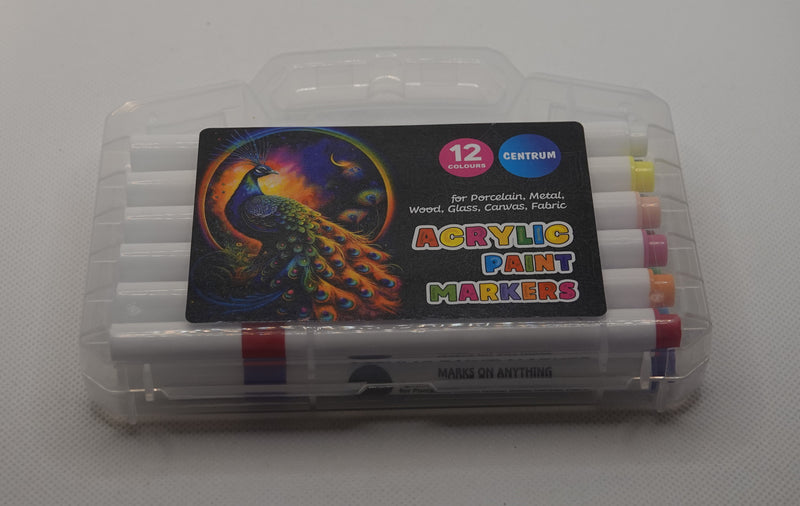 12
COLOURS
CENTRUM
for Porcelain, Metal,
Wood, Glass, Canvas, Fabric
ACRYLIC
PAINT
MARKERS
MARKS ON ANYTHING